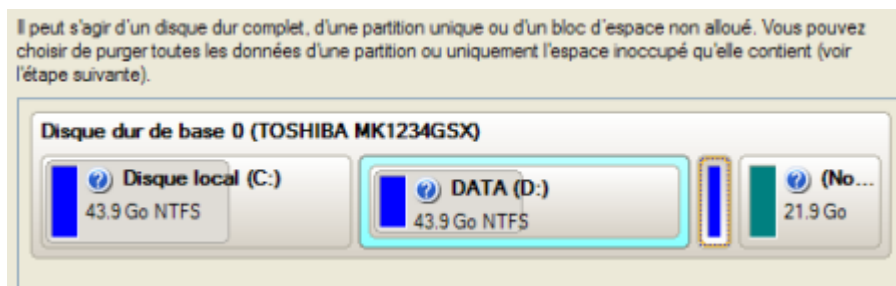 Il peut s'agir d'un disque dur complet, d'une partition unique ou d'un bloc d'espace non alloué. Vous pouvez
choisir de purger toutes les données d'une partition ou uniquement l'espace inoccupé qu'elle contient (voir
l'étape suivante).
Disque dur de base 0 (TOSHIBA MK1234GSX)
Disque local (C:)
43.9 Go NTFS
DATA (D:)
43.9 Go NTFS
(No...
21.9 Go